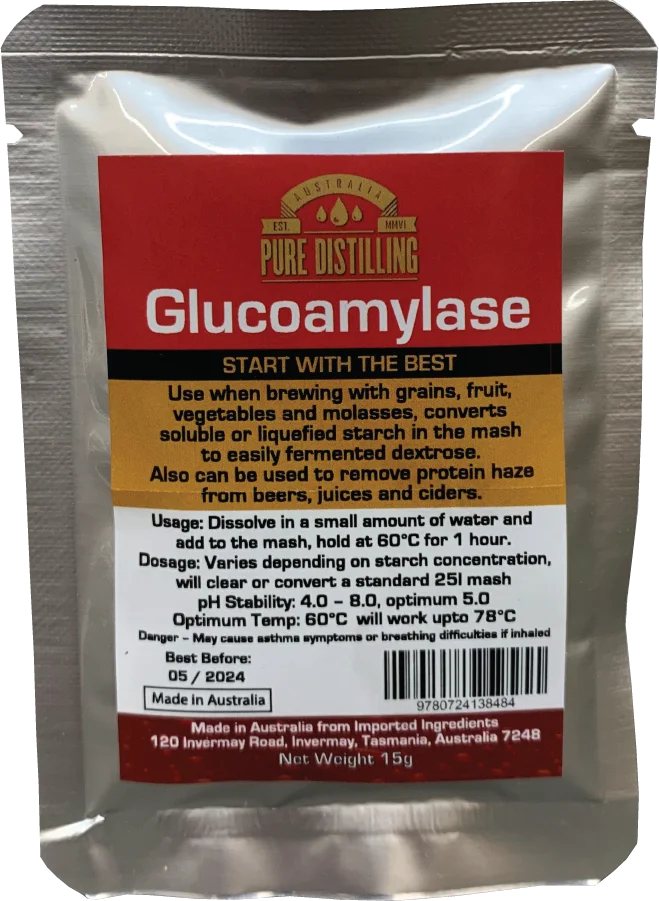 AUSTRALIA
EST. MMVI
PURE DISTILLING
Glucoamylase
START WITH THE BEST
Use when brewing with grains, fruit,
vegetables and molasses, converts
soluble or liquefied starch in the mash
to easily fermented dextrose.
Also can be used to remove protein haze
from beers, juices and ciders.
Usage: Dissolve in a small amount of water and
add to the mash, hold at 60°C for 1 hour.
Dosage: Varies depending on starch concentration,
will clear or convert a standard 25l mash
pH Stability: 4.0 – 8.0, optimum 5.0
Optimum Temp: 60°C will work upto 78°C
Danger – May cause asthma symptoms or breathing difficulties if inhaled
Best Before:
05 / 2024
Made in Australia
9780724138484
Made in Australia from Imported Ingredients
120 Invermay Road, Invermay, Tasmania, Australia 7248
Net Weight 15g